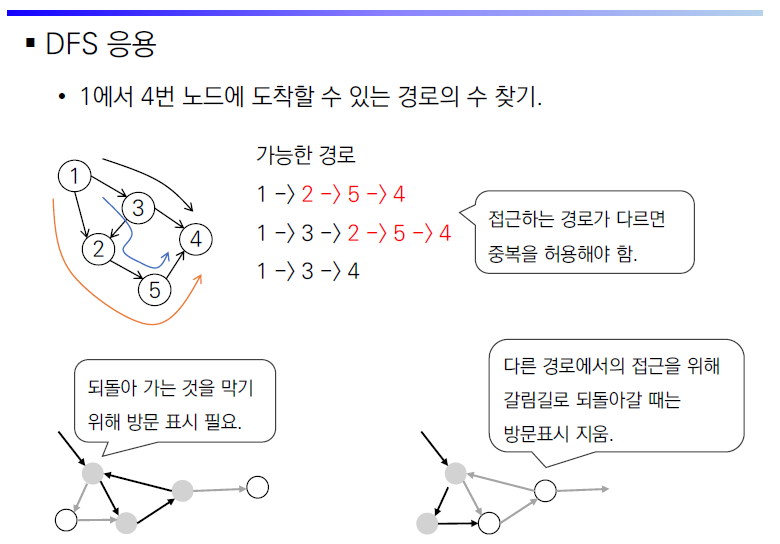 ▪ DFS 응용
• 1에서 4번 노드에 도착할 수 있는 경로의 수 찾기.
가능한 경로
1 -> 2 -> 5 -> 4
1 -> 3 -> 2 -> 5 -> 4
1 -> 3 -> 4
접근하는 경로가 다르면
중복을 허용해야 함.
1
3
2
4
5
되돌아 가는 것을 막기
위해 방문 표시 필요.
다른 경로에서의 접근을 위해
갈림길로 되돌아갈 때는
방문표시 지움.